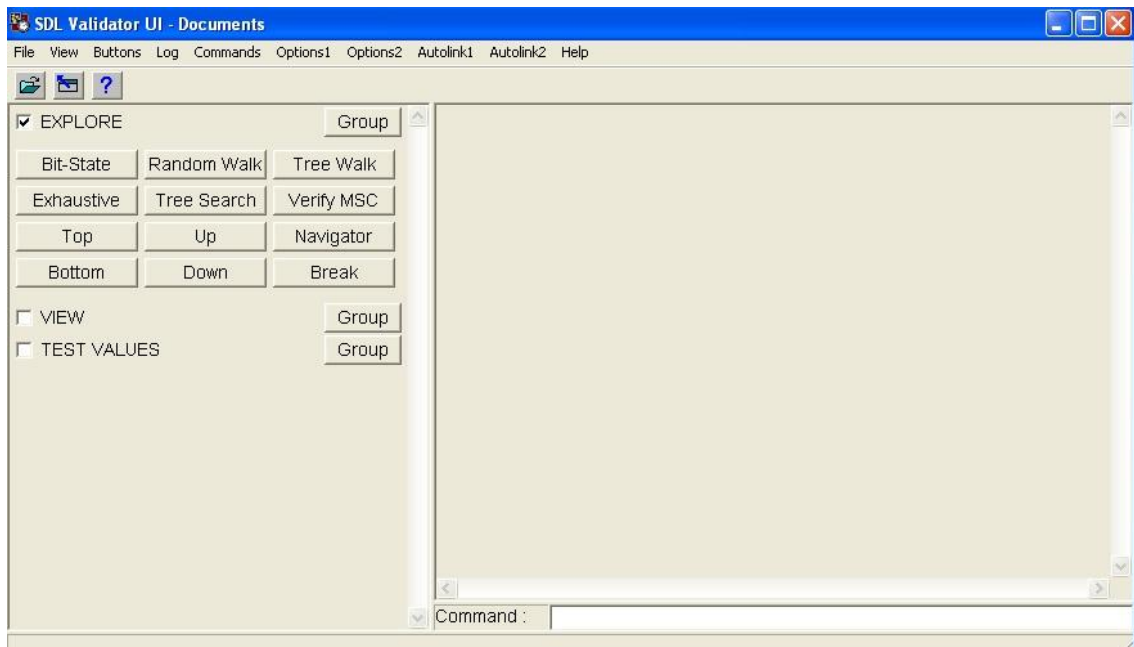 SDL Validator UI - Documents
File View Buttons Log Commands Options1 Options2 Autolink1 Autolink2 Help
?
EXPLORE Group
Bit-State Random Walk Tree Walk
Exhaustive Tree Search Verify MSC
Top Up Navigator
Bottom Down Break
VIEW Group
TEST VALUES Group
Command :